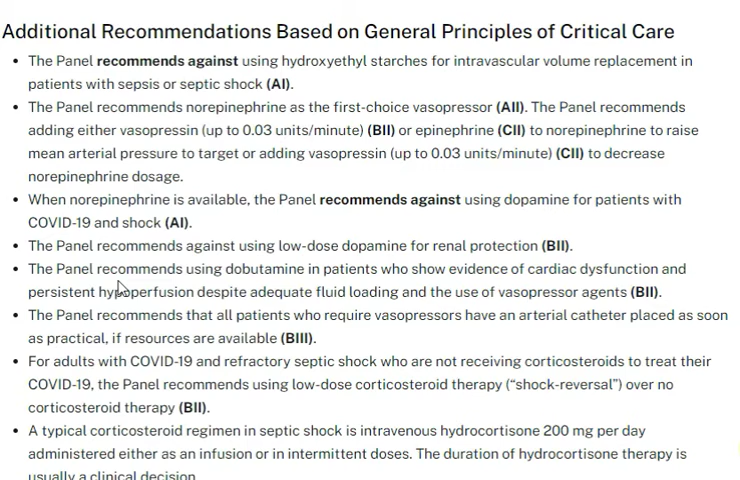 Additional Recommendations Based on General Principles of Critical Care
• The Panel recommends against using hydroxyethyl starches for intravascular volume replacement in
patients with sepsis or septic shock (AI).
• The Panel recommends norepinephrine as the first-choice vasopressor (AII). The Panel recommends
adding either vasopressin (up to 0.03 units/minute) (BII) or epinephrine (CII) to norepinephrine to raise
mean arterial pressure to target or adding vasopressin (up to 0.03 units/minute) (CII) to decrease
norepinephrine dosage.
• When norepinephrine is available, the Panel recommends against using dopamine for patients with
COVID-19 and shock (AI).
• The Panel recommends against using low-dose dopamine for renal protection (BII).
• The Panel recommends using dobutamine in patients who show evidence of cardiac dysfunction and
persistent hypoperfusion despite adequate fluid loading and the use of vasopressor agents (BII).
• The Panel recommends that all patients who require vasopressors have an arterial catheter placed as soon
as practical, if resources are available (BIII).
• For adults with COVID-19 and refractory septic shock who are not receiving corticosteroids to treat their
COVID-19, the Panel recommends using low-dose corticosteroid therapy (“shock-reversal”) over no
corticosteroid therapy (BII).
• A typical corticosteroid regimen in septic shock is intravenous hydrocortisone 200 mg per day
administered either as an infusion or in intermittent doses. The duration of hydrocortisone therapy is
usually a clinical decision.